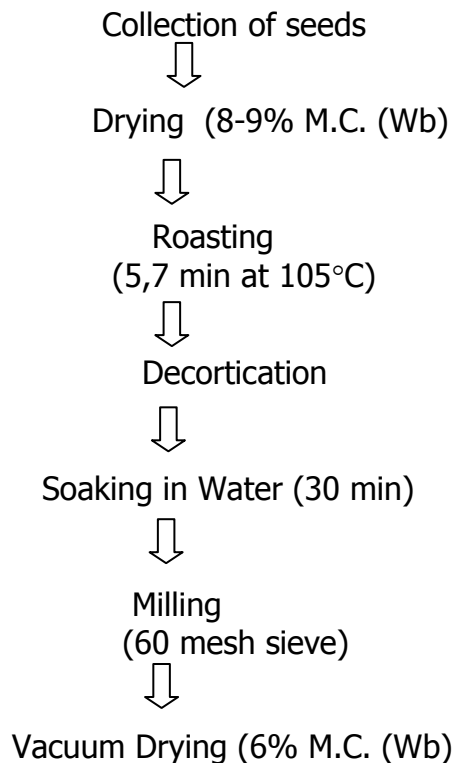 Collection of seeds
Drying (8-9% M.C. (Wb)
Roasting
(5,7 min at 105°C)
Decortication
Soaking in Water (30 min)
Milling
(60 mesh sieve)
Vacuum Drying (6% M.C. (Wb)